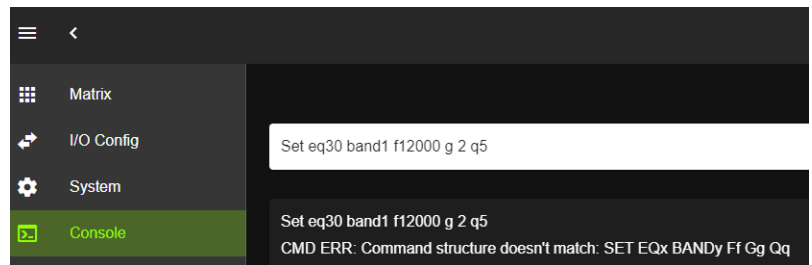 Matrix
I/O Config
Set eq30 band1 f12000 g 2 q5
System
Set eq30 band1 f12000 g 2 q5
Console
CMD ERR: Command structure doesn't match: SET EQx BANDy Ff Gg Qq